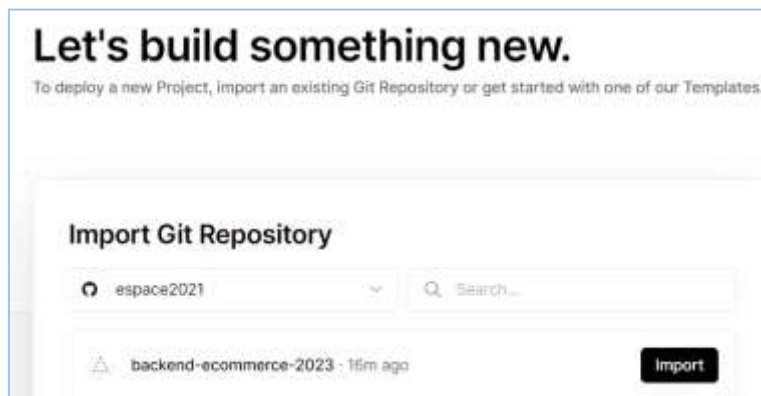 Let's build something new.
To deploy a new Project, import an existing Git Repository or get started with one of our Templates
Import Git Repository
espace2021
Search...
backend-ecommerce-2023 · 16m ago
Import